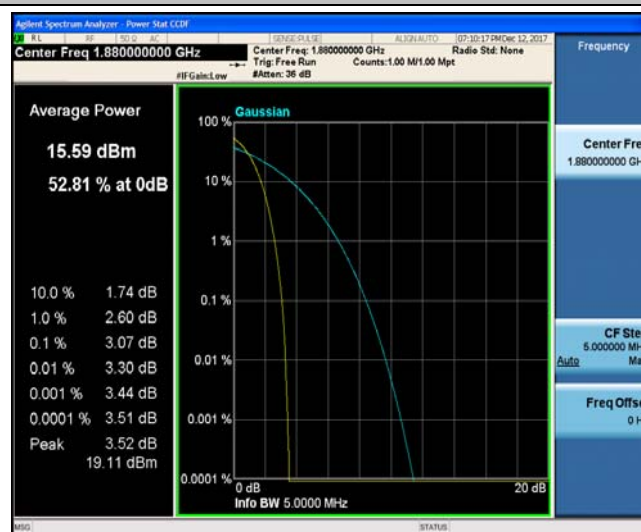 Agilent Spectrum Analyzer - Power Stat CCDF
RL RF 50 Ω AC SENSE:PULSE ALIGN AUTO 07:10:17 PM Dec 12, 2017
Center Freq 1.880000000 GHz
Center Freq: 1.880000000 GHz Radio Std: None
Trig: Free Run Counts:1.00 M/1.00 Mpt
#IFGain:Low #Atten: 36 dB
Frequency
Average Power
15.59 dBm
52.81 % at 0dB
10.0 % 1.74 dB
1.0 % 2.60 dB
0.1 % 3.07 dB
0.01 % 3.30 dB
0.001 % 3.44 dB
0.0001 % 3.51 dB
Peak 3.52 dB
19.11 dBm
Gaussian
100 %
10 %
1 %
0.1 %
0.01 %
0.001 %
0.0001 %
0 dB 20 dB
Info BW 5.0000 MHz
Center Fre
1.880000000 GH
CF Ste
5.000000 MH
Auto Ma
Freq Offse
0 H
MSG STATUS